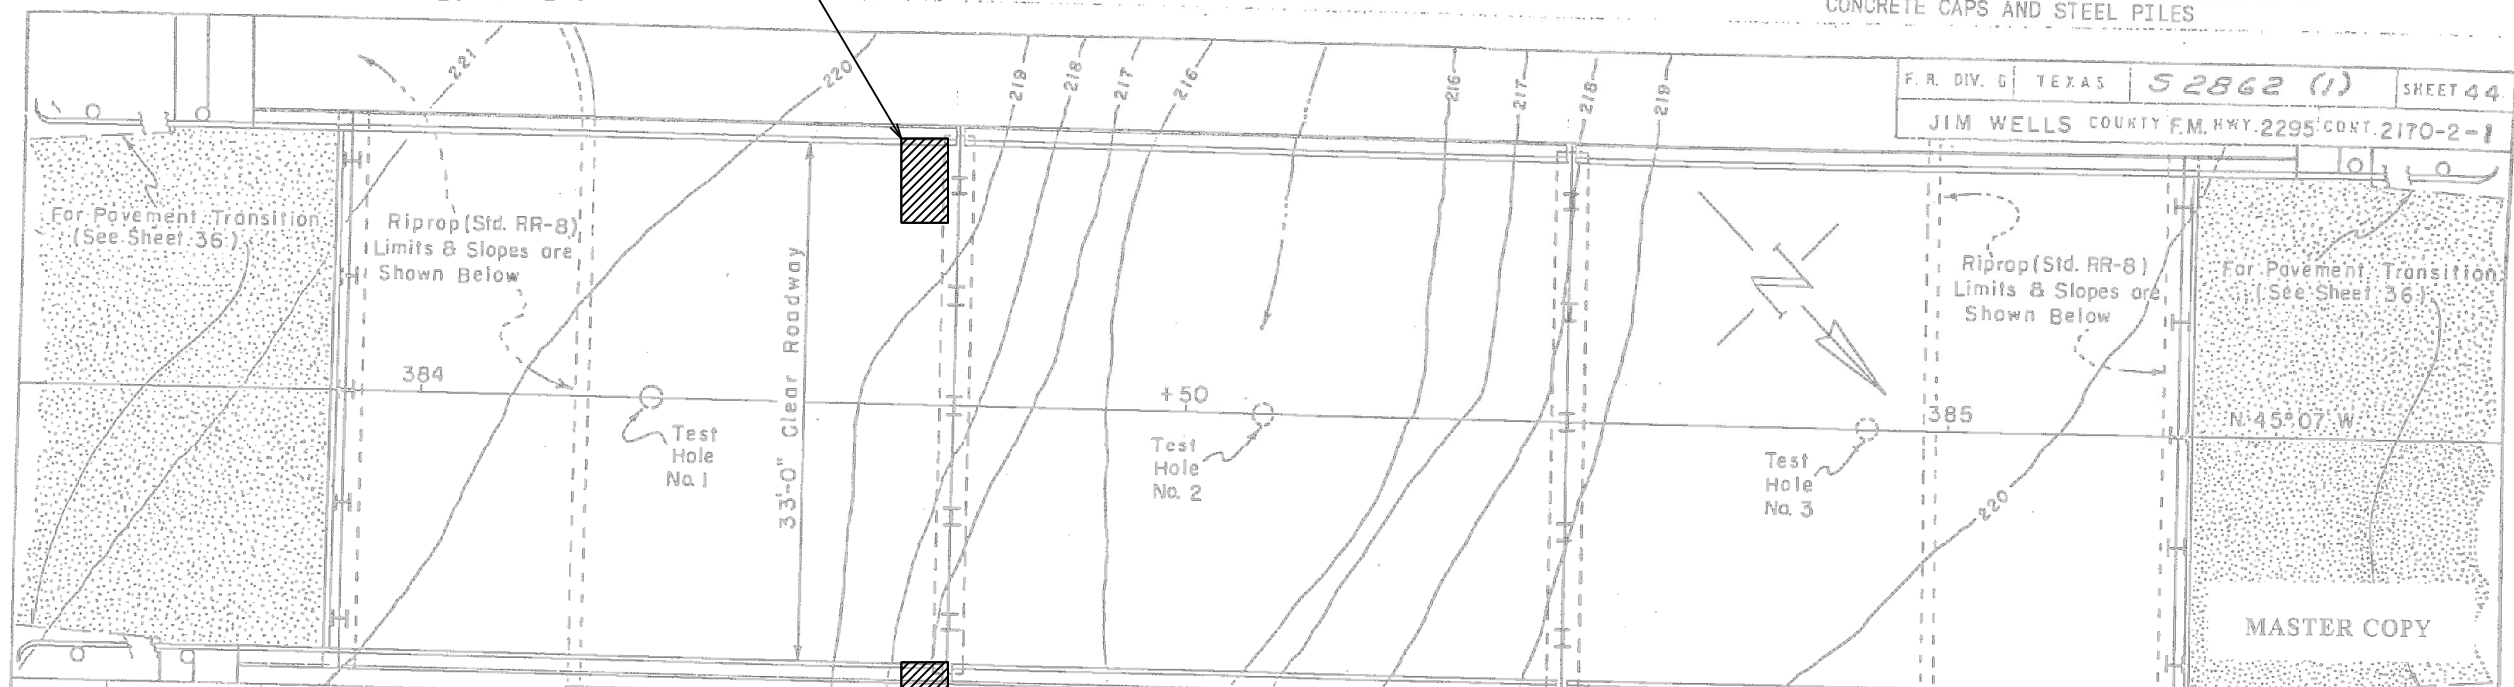 CONCRETE CAPS AND STEEL PILES
F. R. DIV. 6 TEXAS S 2862 (1) SHEET 44
JIM WELLS COUNTY F.M. HWY. 2295 CONT. 2170-2-1
221
220
219
218
217
216
216
217
218
219
For Pavement Transition
(See Sheet 36)
Riprap (Std. RR-8)
Limits & Slopes are
Shown Below
33'-0" Clear Roadway
Riprap (Std. RR-8)
Limits & Slopes are
Shown Below
For Pavement Transition
(See Sheet 36)
384
+50
385
N 45° 07' W
Test
Hole
No. 1
Test
Hole
No. 2
Test
Hole
No. 3
220
MASTER COPY